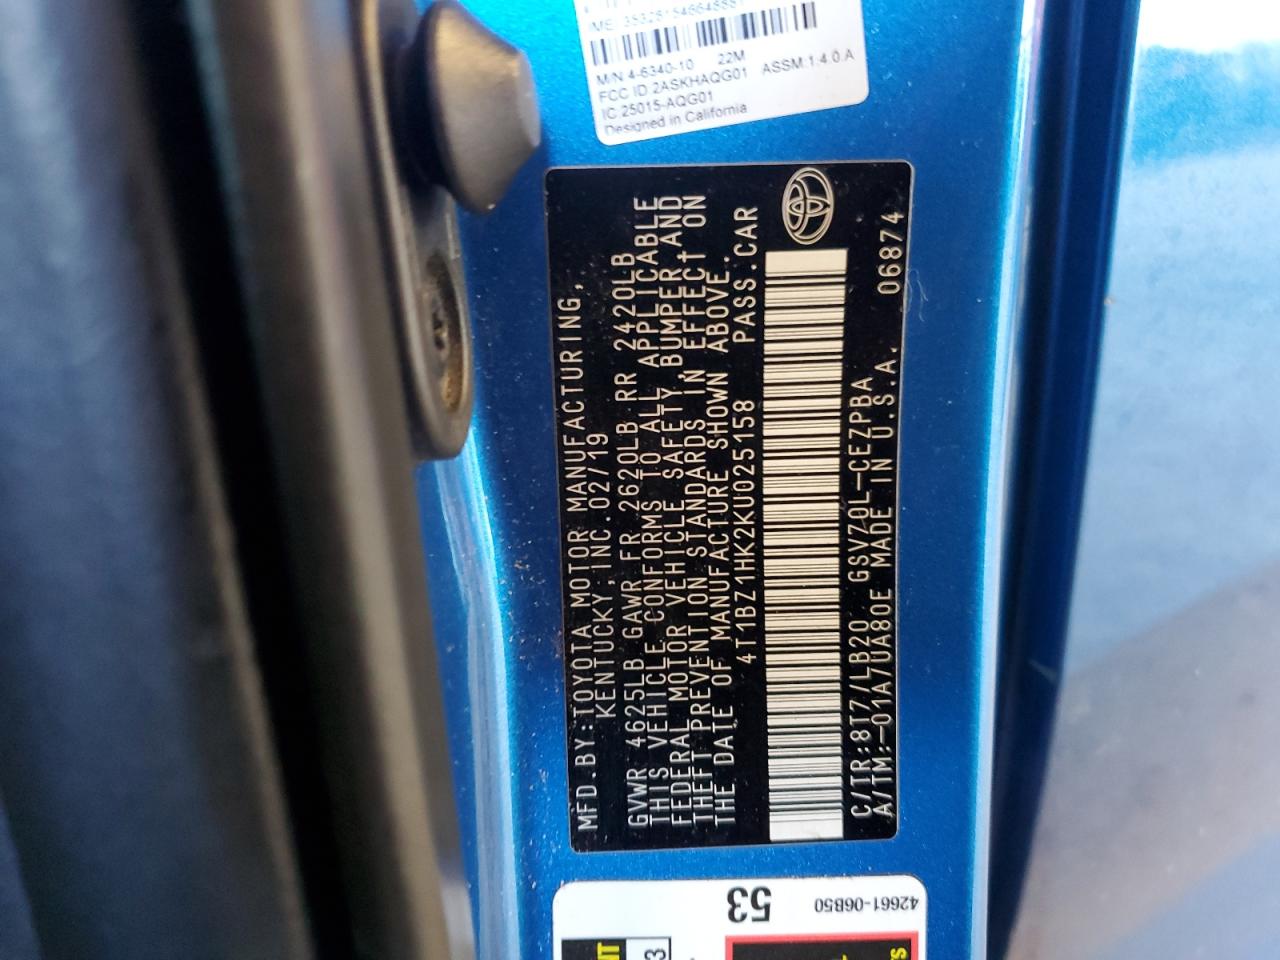 IMEI 353281546648881
M/N 4-6340-10 22M
FCC ID 2ASKHAQG01 ASSM:1.4.0.A
IC 25015-AQG01
Designed in California
MFD.BY:TOYOTA MOTOR MANUFACTURING,
KENTUCKY,INC.02/19
GVWR 4625LB GAWR FR 2620LB RR 2420LB
THIS VEHICLE CONFORMS TO ALL APPLICABLE
FEDERAL MOTOR VEHICLE SAFETY,BUMPER,AND
THEFT PREVENTION STANDARDS IN EFFECT ON
THE DATE OF MANUFACTURE SHOWN ABOVE.
4T1BZ1HK2KU025158 PASS.CAR
C/TR:8T7/LB20 GSV70L-CEZPBA
A/TM:-01A7UA80E MADE IN U.S.A. 06874
53
42661-06B50